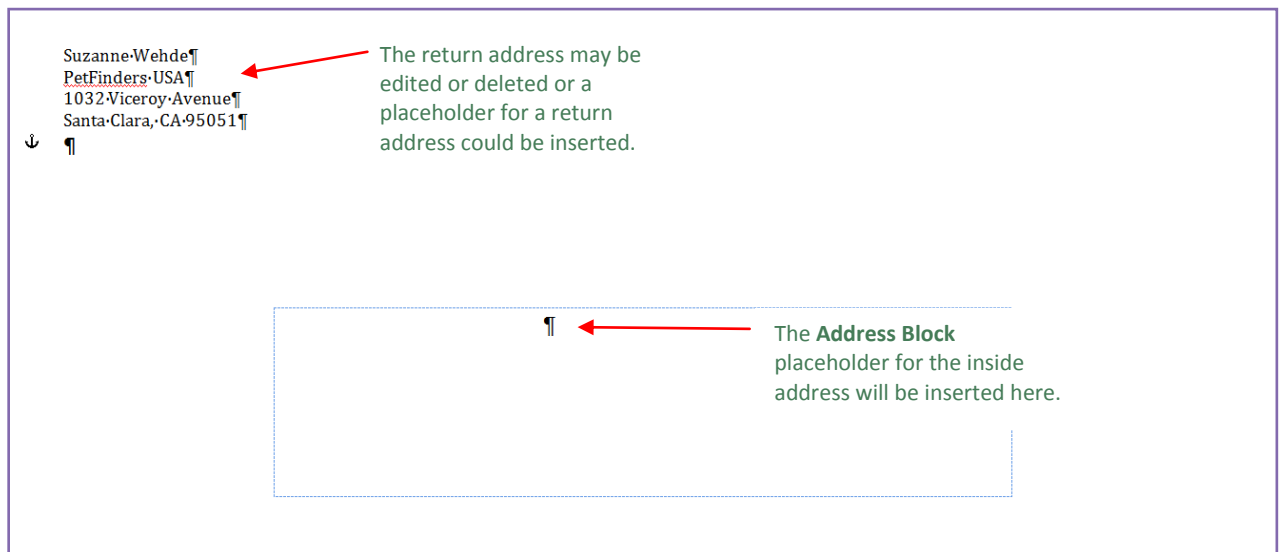 Suzanne·Wehde¶
PetFinders·USA¶
1032·Viceroy·Avenue¶
Santa·Clara,·CA·95051¶
¶
The return address may be
edited or deleted or a
placeholder for a return
address could be inserted.
¶
The Address Block
placeholder for the inside
address will be inserted here.